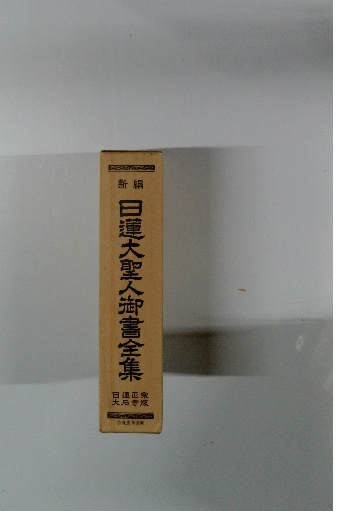 新編
日蓮大聖人御書全集
日蓮正宗
大石寺版